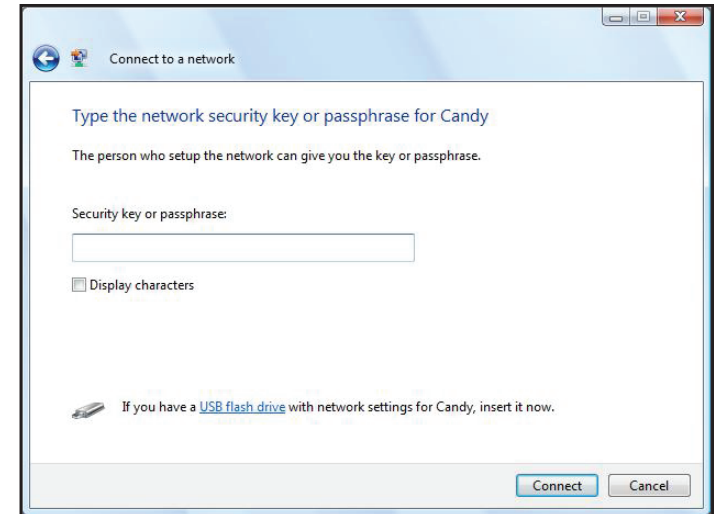 Connect to a network
Type the network security key or passphrase for Candy
The person who setup the network can give you the key or passphrase.
Security key or passphrase:
Display characters
If you have a USB flash drive with network settings for Candy, insert it now.
Connect Cancel